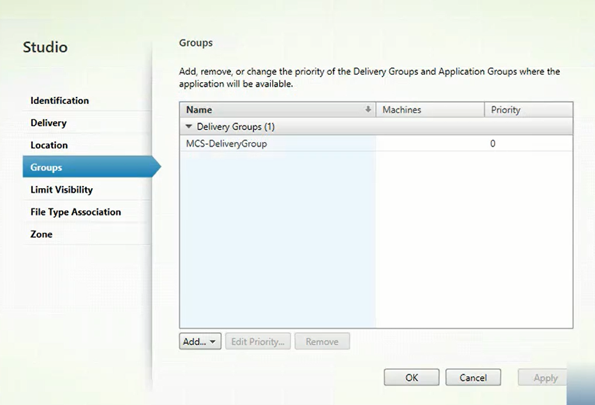 Studio
Identification
Delivery
Location
Groups
Limit Visibility
File Type Association
Zone
Groups
Add, remove, or change the priority of the Delivery Groups and Application Groups where the
application will be available.
Name Machines Priority
Delivery Groups (1)
MCS-DeliveryGroup 0
Add... Edit Priority... Remove
OK Cancel Apply